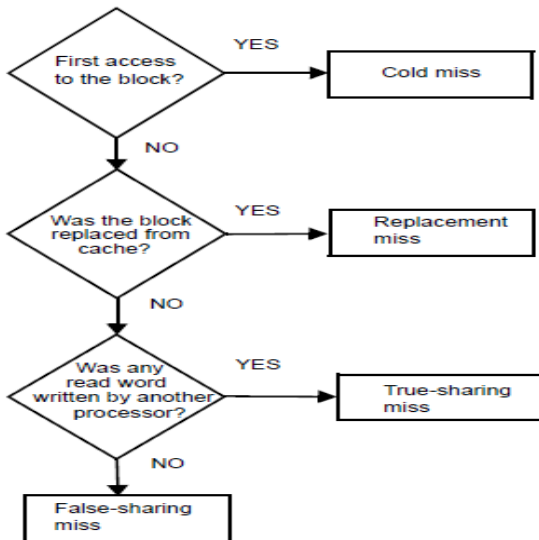 First access
to the block?
YES
Cold miss
NO
Was the block
replaced from
cache?
YES
Replacement
miss
NO
Was any
read word
written by another
processor?
YES
True-sharing
miss
NO
False-sharing
miss